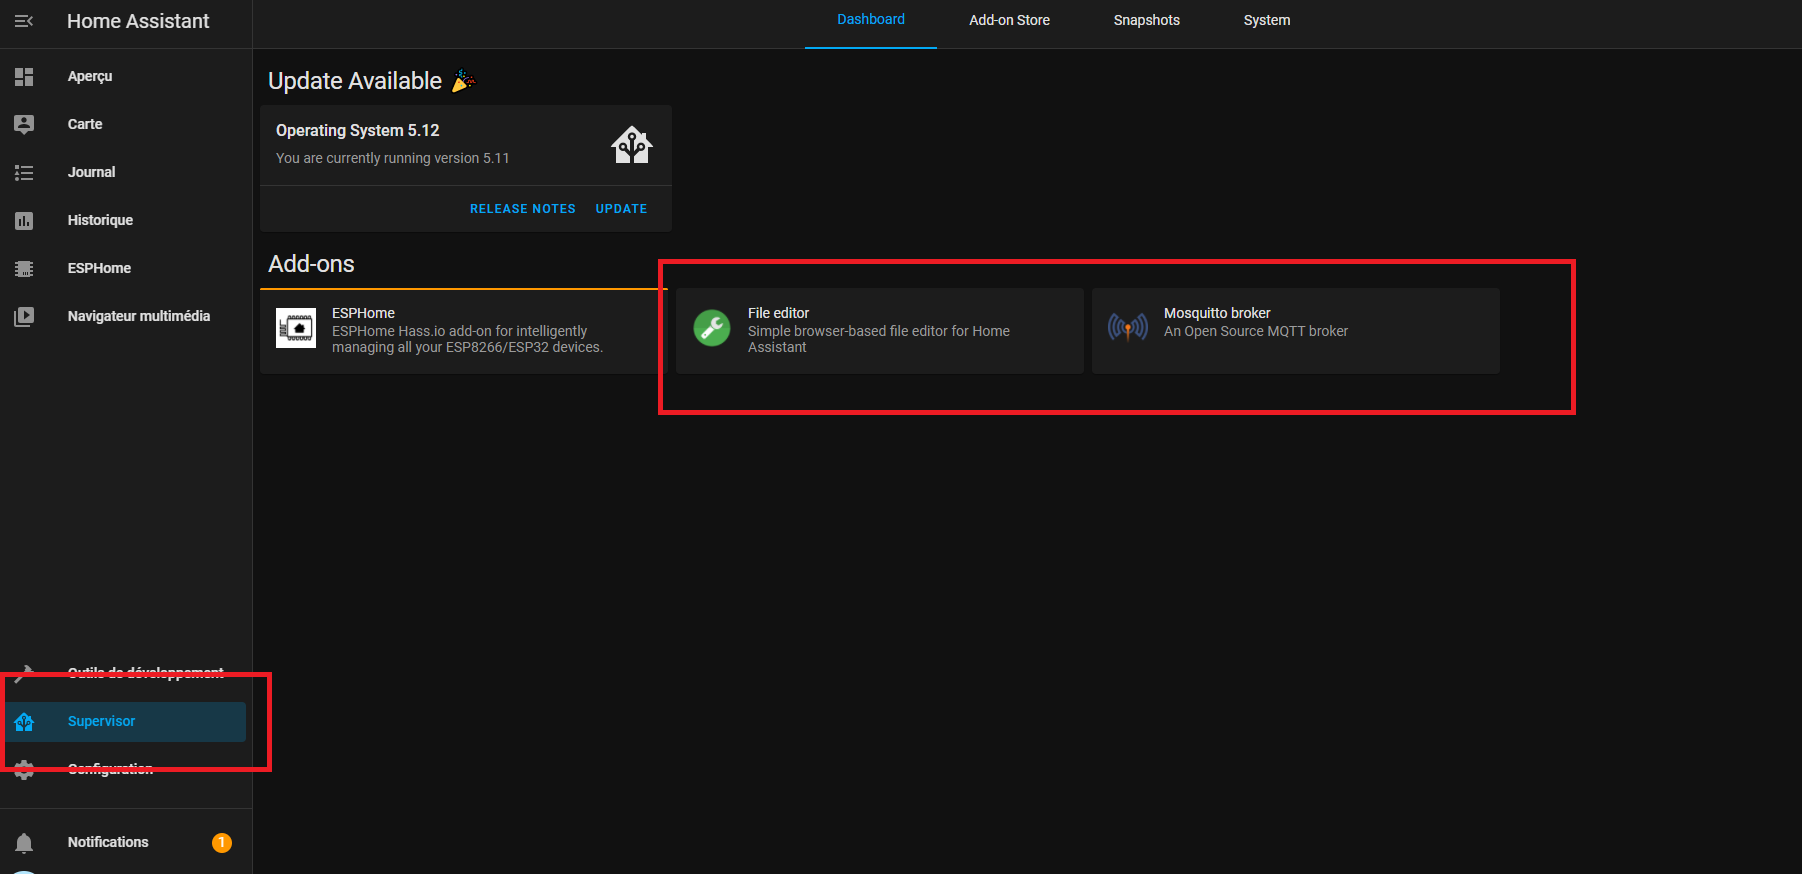 Home Assistant
Dashboard
Add-on Store
Snapshots
System
Aperçu
Carte
Journal
Historique
ESPHome
Navigateur multimédia
Outils de développement
Supervisor
Configuration
Notifications
1
Update Available
Operating System 5.12
You are currently running version 5.11
RELEASE NOTES
UPDATE
Add-ons
ESPHome
ESPHome Hass.io add-on for intelligently
managing all your ESP8266/ESP32 devices.
File editor
Simple browser-based file editor for Home
Assistant
Mosquitto broker
An Open Source MQTT broker